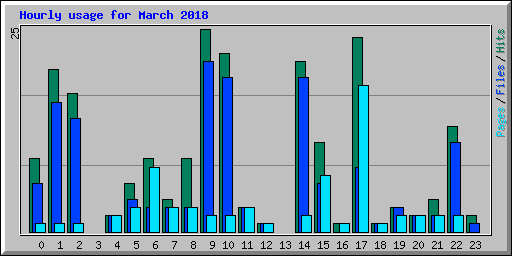 Hourly usage for March 2018
25
Pages/Files/Hits
0 1 2 3 4 5 6 7 8 9 10 11 12 13 14 15 16 17 18 19 20 21 22 23